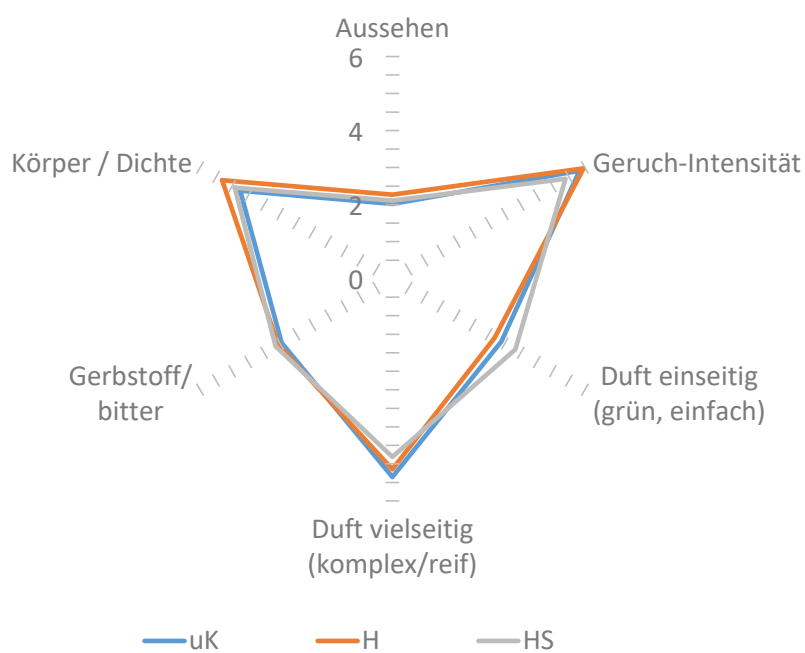 Aussehen
6
4
2
0
Körper / Dichte
Geruch-Intensität
Gerbstoff/
bitter
Duft einseitig
(grün, einfach)
Duft vielseitig
(komplex/reif)
uK
H
HS